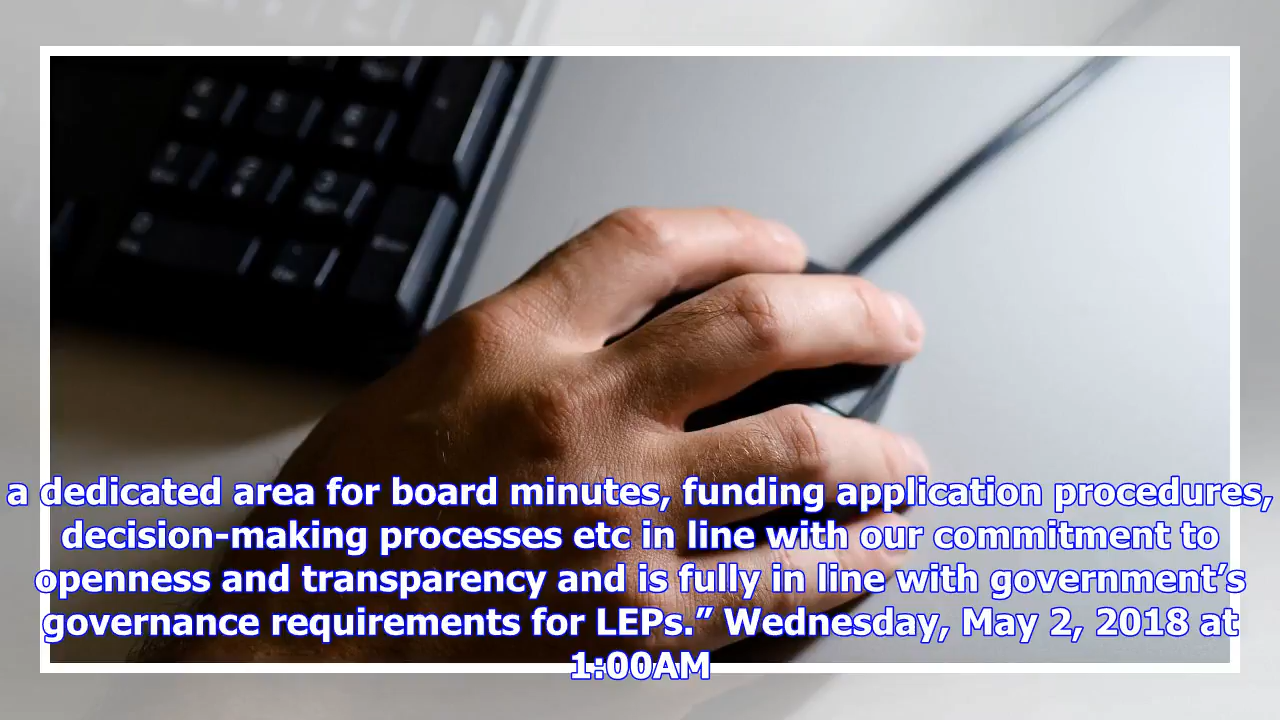 a dedicated area for board minutes, funding application procedures,
decision-making processes etc in line with our commitment to
openness and transparency and is fully in line with government’s
governance requirements for LEPs.” Wednesday, May 2, 2018 at
1:00AM